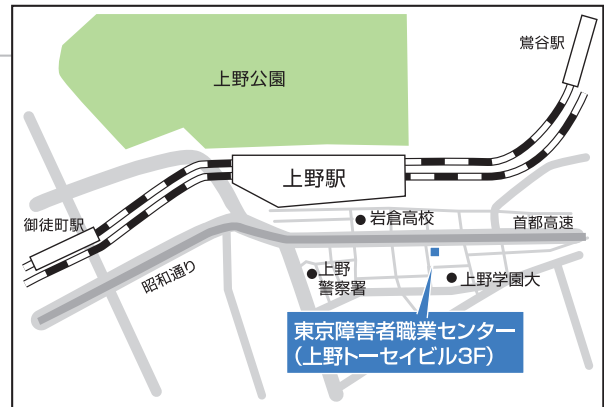 鶯谷駅
上野公園
上野駅
岩倉高校
御徒町駅
首都高速
昭和通り
上野
警察署
上野学園大
東京障害者職業センター
(上野トーセイビル3F)